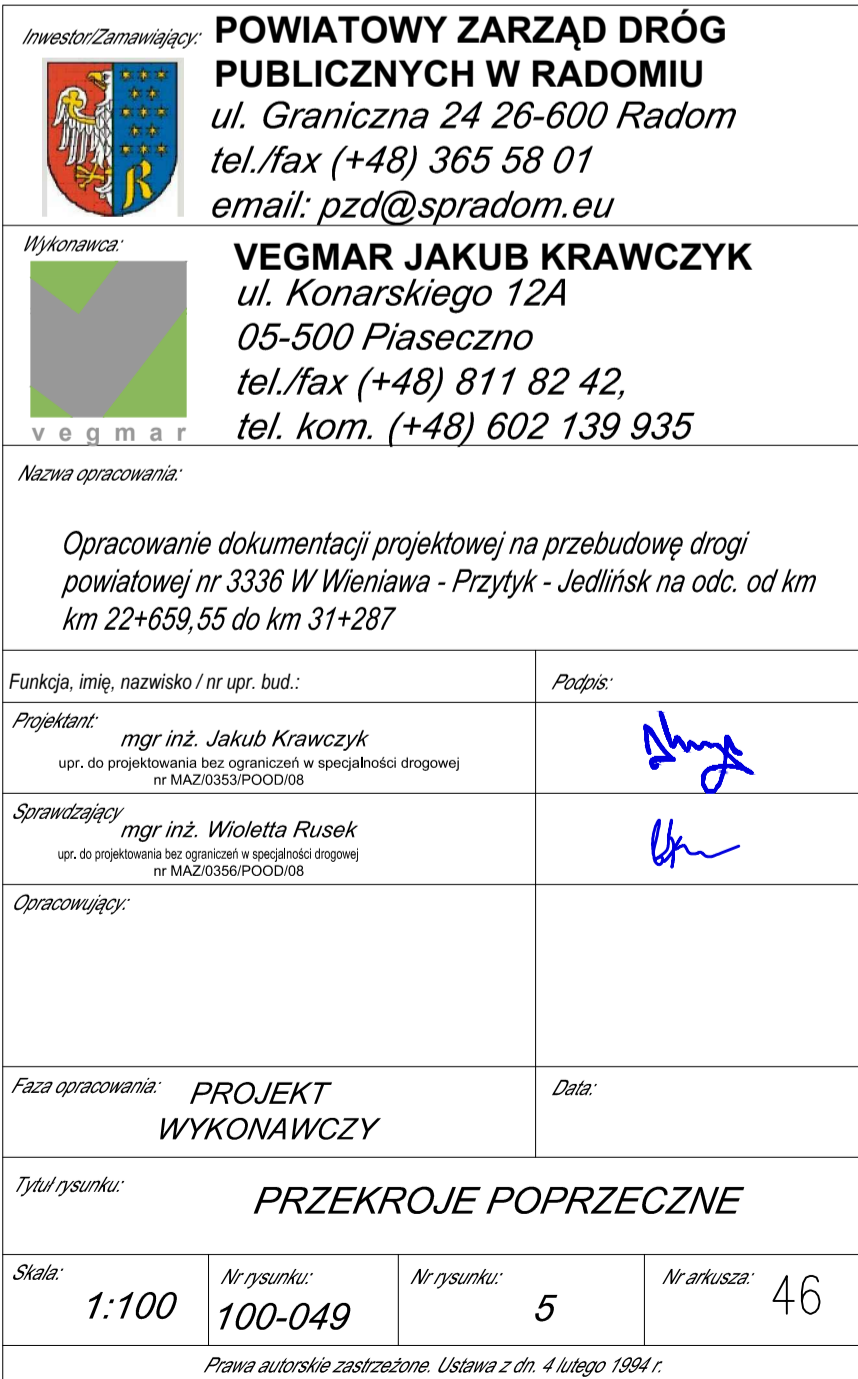 Inwestor/Zamawiający: POWIATOWY ZARZĄD DRÓG
PUBLICZNYCH W RADOMIU
ul. Graniczna 24 26-600 Radom
tel./fax (+48) 365 58 01
email: pzd@spradom.eu
R
Wykonawca: VEGMAR JAKUB KRAWCZYK
ul. Konarskiego 12A
05-500 Piaseczno
tel./fax (+48) 811 82 42,
tel. kom. (+48) 602 139 935
vegmar
Nazwa opracowania:
Opracowanie dokumentacji projektowej na przebudowę drogi
powiatowej nr 3336 W Wieniawa - Przytyk - Jedlińsk na odc. od km
km 22+659,55 do km 31+287
Funkcja, imię, nazwisko / nr upr. bud.: Podpis:
Projektant:
mgr inż. Jakub Krawczyk
upr. do projektowania bez ograniczeń w specjalności drogowej
nr MAZ/0353/POOD/08
Sprawdzający
mgr inż. Wioletta Rusek
upr. do projektowania bez ograniczeń w specjalności drogowej
nr MAZ/0356/POOD/08
Opracowujący:
Faza opracowania: PROJEKT
WYKONAWCZY
Data:
Tytuł rysunku: PRZEKROJE POPRZECZNE
Skala: 1:100
Nr rysunku: 100-049
Nr rysunku: 5
Nr arkusza: 46
Prawa autorskie zastrzeżone. Ustawa z dn. 4 lutego 1994 r.